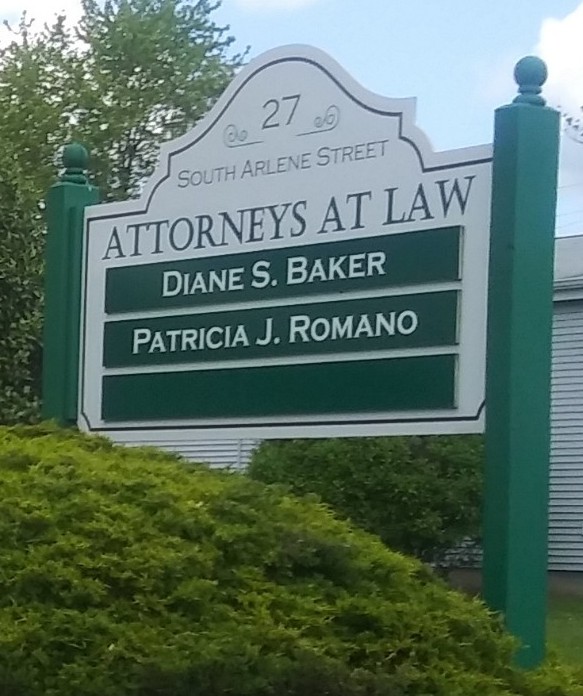 27
South Arlene Street
Attorneys at Law
Diane S. Baker
Patricia J. Romano